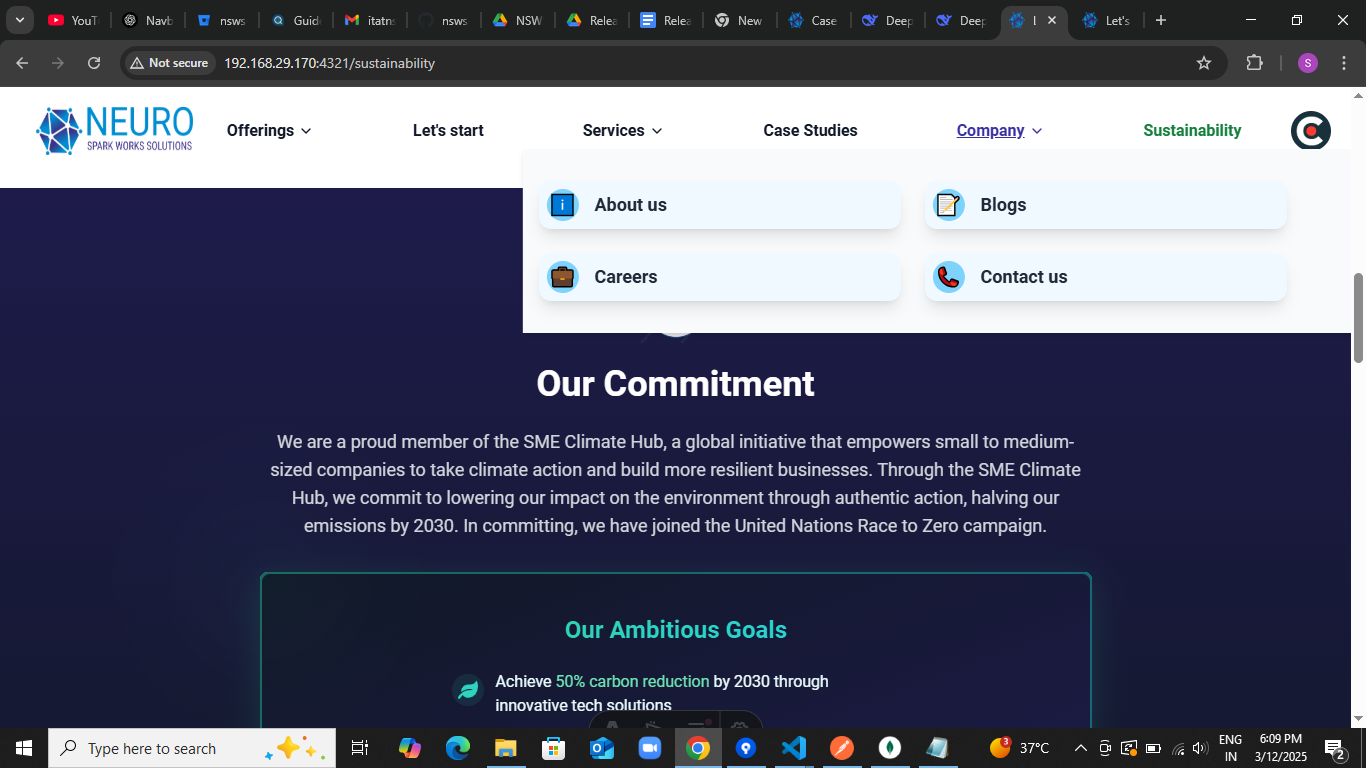 YouT
Navb
nsws
Guide
itatns
nsws
NSW
Relea
Relea
New
Case
Deep
Deep
I
Let's
Not secure
192.168.29.170:4321/sustainability
S
NEURO
SPARK WORKS SOLUTIONS
Offerings
Let's start
Services
Case Studies
Company
Sustainability
About us
Blogs
Careers
Contact us
Our Commitment
We are a proud member of the SME Climate Hub, a global initiative that empowers small to medium-
sized companies to take climate action and build more resilient businesses. Through the SME Climate
Hub, we commit to lowering our impact on the environment through authentic action, halving our
emissions by 2030. In committing, we have joined the United Nations Race to Zero campaign.
Our Ambitious Goals
Achieve 50% carbon reduction by 2030 through
innovative tech solutions
Type here to search
3
37°C
ENG
IN
6:09 PM
3/12/2025
2